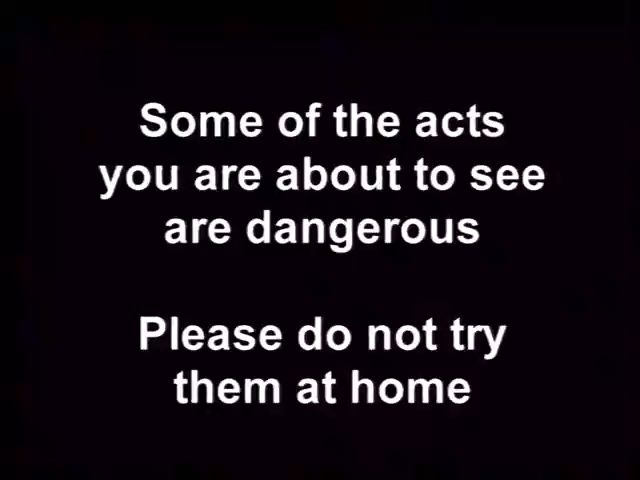 Some of the acts
you are about to see
are dangerous
Please do not try
them at home